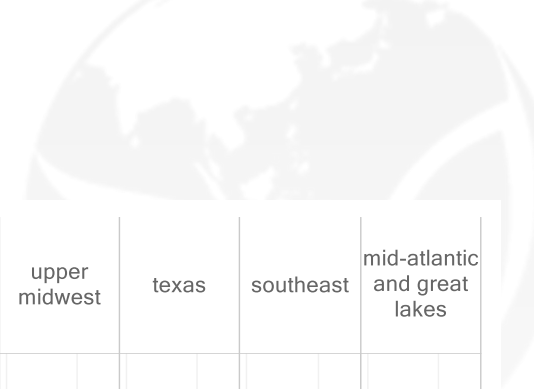 upper
midwest
texas
southeast
mid-atlantic
and great
lakes